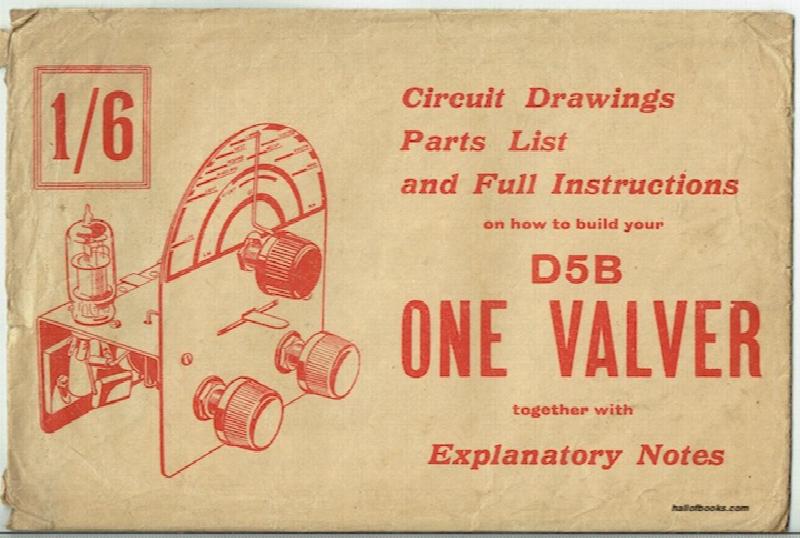 1/6
Circuit Drawings
Parts List
and Full Instructions
on how to build your
D5B
ONE VALVER
together with
Explanatory Notes
hallofbooks.com